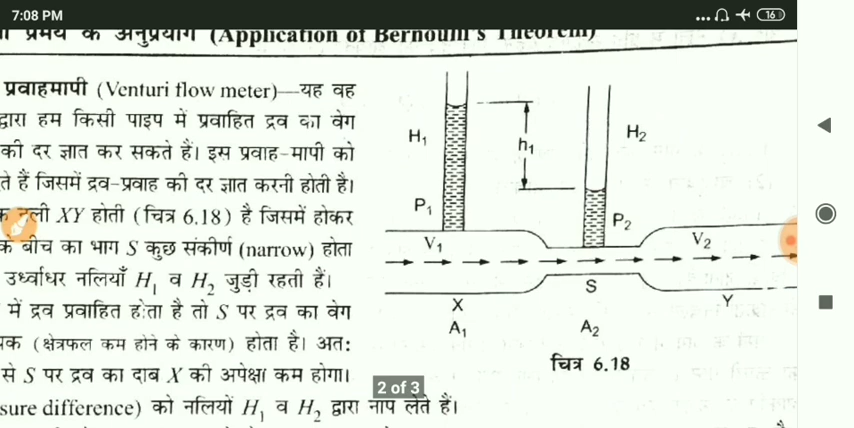 7:08 PM
16
प्रमेय के अनुप्रयोग (Application of Bernoulli's Theorem)
प्रवाहमापी (Venturi flow meter)—यह वह
द्वारा हम किसी पाइप में प्रवाहित द्रव का वेग
की दर ज्ञात कर सकते हैं। इस प्रवाह-मापी को
ते हैं जिसमें द्रव-प्रवाह की दर ज्ञात करनी होती है।
नली XY होती (चित्र 6.18) है जिसमें होकर
के बीच का भाग S कुछ संकीर्ण (narrow) होता
उर्ध्वाधर नलियाँ H₁ व H₂ जुड़ी रहती हैं।
में द्रव प्रवाहित होता है तो S पर द्रव का वेग
(क्षेत्रफल कम होने के कारण) होता है। अत:
से S पर द्रव का दाब X की अपेक्षा कम होगा।
sure difference) को नलियों H₁ व H₂ द्वारा नाप लेते हैं।
H₁
h₁
H₂
P₁
P₂
V₁
V₂
S
X
Y
A₁
A₂
चित्र 6.18
2 of 3